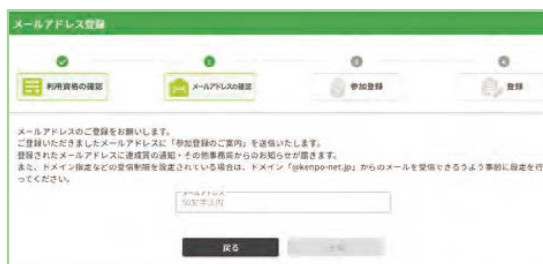 メールアドレス登録
利用資格の確認
メールアドレスの確認
参加登録
登録
メールアドレスのご登録をお願いします。
ご登録いただきましたメールアドレスに「参加登録のご案内」を送信いたします。
登録されたメールアドレスに達成賞の通知・その他事務局からのお知らせが届きます。
また、ドメイン指定などの受信制限を設定されている場合は、ドメイン「@kenpo-net.jp」からのメールを受信できるうよう事前に設定を行
ってください。
メールアドレス
50文字以内
戻る